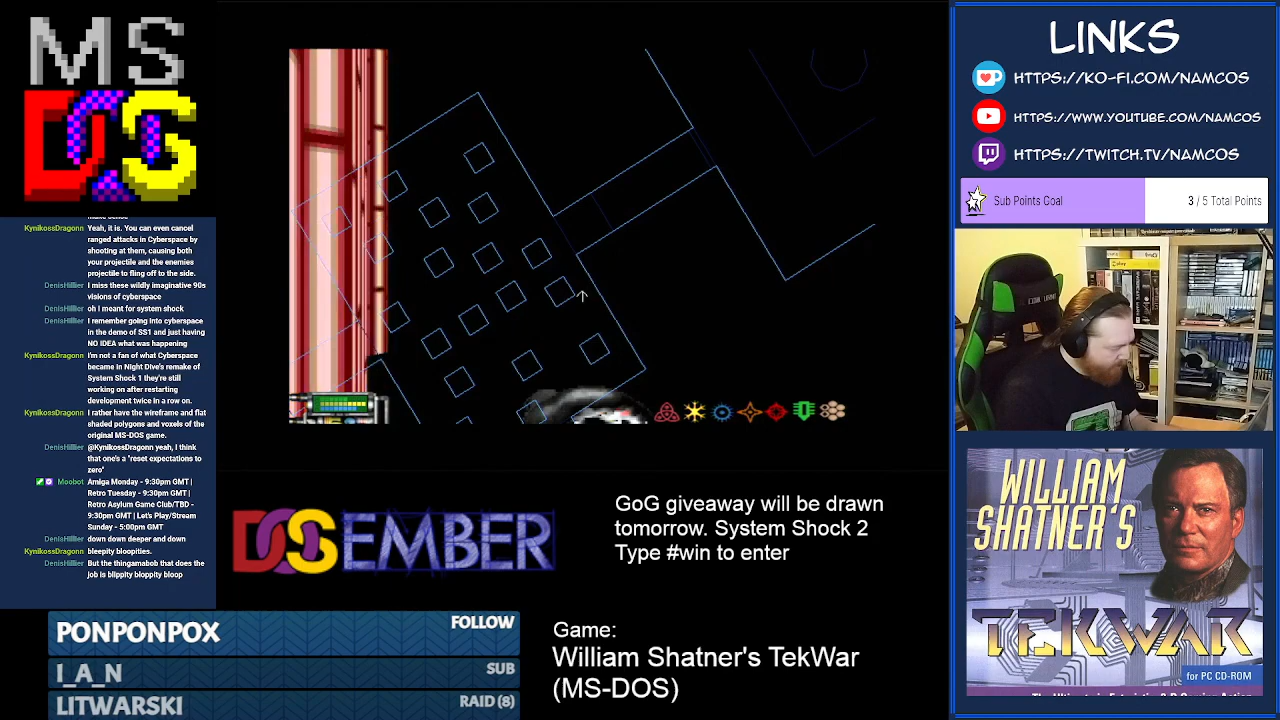 MS
DOS
make sense
KynikossDragonn Yeah, it is. You can even cancel
ranged attacks in Cyberspace by
shooting at them, causing both
your projectile and the enemies
projectile to fling off to the side.
DenisHillier I miss these wildly imaginative 90s
visions of cyberspace
DenisHillier oh i meant for system shock
DenisHillier I remember going into cyberspace
in the demo of SS1 and just having
NO IDEA what was happening
KynikossDragonn I'm not a fan of what Cyberspace
became in Night Dive's remake of
System Shock 1 they're still
working on after restarting
development twice in a row on.
KynikossDragonn I rather have the wireframe and flat
shaded polygons and voxels of the
original MS-DOS game.
DenisHillier @KynikossDragonn yeah, I think
that one's a "reset expectations to
zero"
Moobot Amiga Monday - 9:30pm GMT |
Retro Tuesday - 9:30pm GMT |
Retro Asylum Game Club/TBD -
9:30pm GMT | Let's Play/Stream
Sunday - 5:00pm GMT
DenisHillier down down deeper and down
KynikossDragonn bleepity bloopities.
DenisHillier But the thingamabob that does the
job is blippity bloppity bloop
DOSEMBER
GoG giveaway will be drawn
tomorrow. System Shock 2
Type #win to enter
PONPONPOX FOLLOW
I_A_N SUB
LITWARSKI RAID (8)
Game:
William Shatner's TekWar
(MS-DOS)
LINKS
HTTPS://KO-FI.COM/NAMCOS
HTTPS://WWW.YOUTUBE.COM/NAMCOS
HTTPS://TWITCH.TV/NAMCOS
Sub Points Goal 3 / 5 Total Points
WILLIAM
SHATNER'S
TEKWAR
for PC CD-ROM